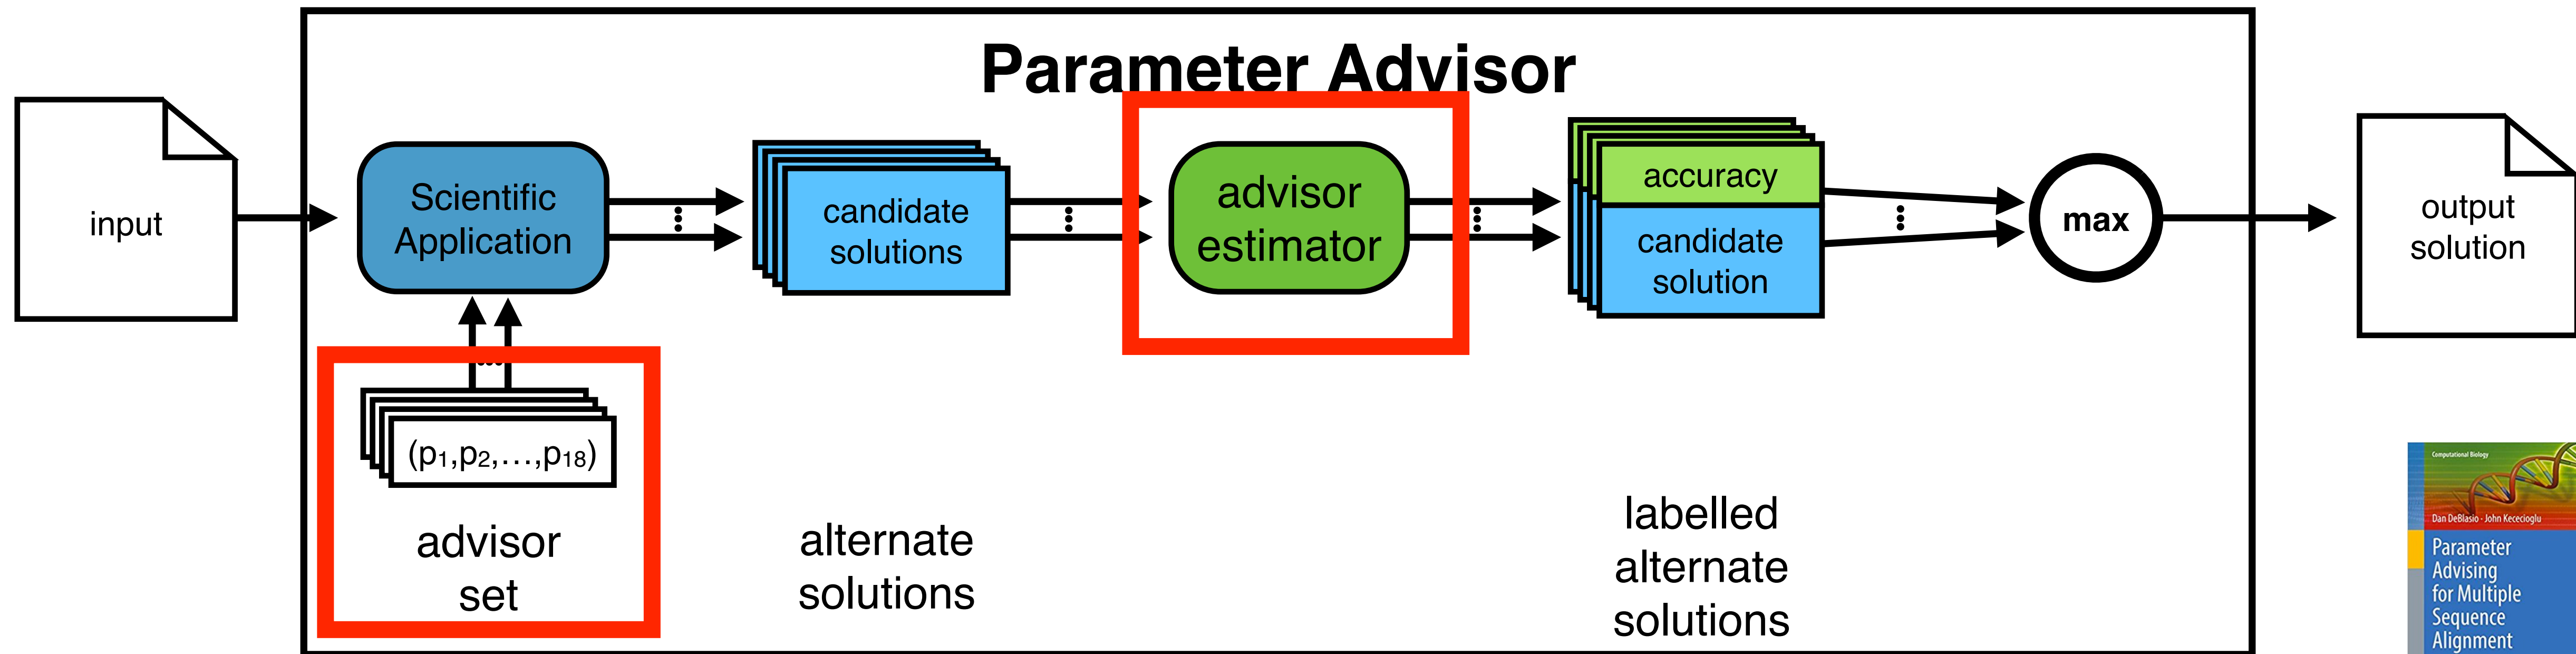 Parameter Advisor
input
Scientific
Application
candidate
solutions
advisor
estimator
accuracy
candidate
solution
max
output
solution
(p₁,p₂,…,p₁₈)
advisor
set
alternate
solutions
labelled
alternate
solutions
Computational Biology
Dan DeBlasio · John Kececioglu
Parameter
Advising
for Multiple
Sequence
Alignment